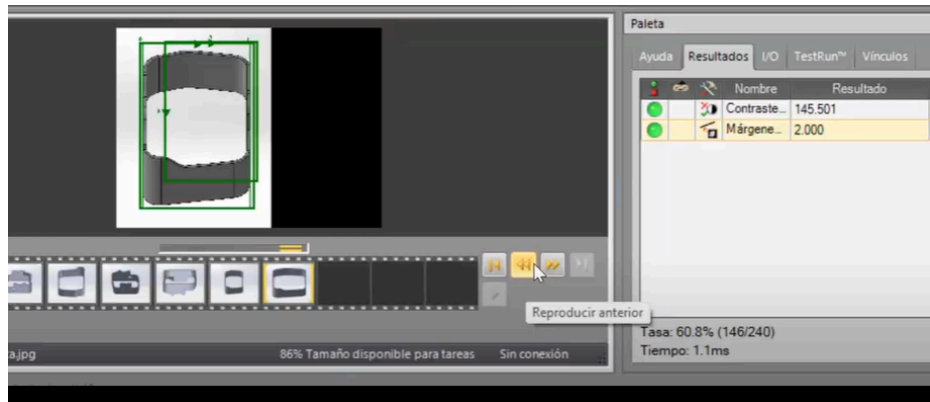 Paleta
Ayuda Resultados I/O TestRun™ Vínculos
Nombre Resultado
Contraste... 145.501
Márgene... 2.000
Reproducir anterior
Tasa: 60.8% (146/240)
Tiempo: 1.1ms
a.jpg 86% Tamaño disponible para tareas Sin conexión